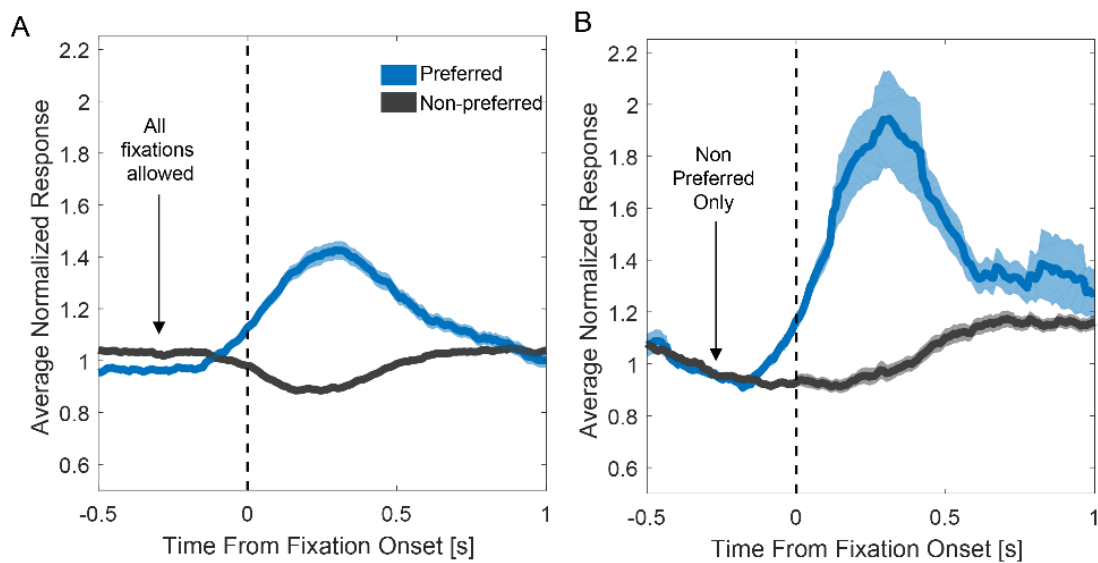 A
Average Normalized Response
2.2
2
1.8
1.6
1.4
1.2
1
0.8
0.6
Preferred
Non-preferred
All
fixations
allowed
-0.5
0
0.5
1
Time From Fixation Onset [s]
B
Average Normalized Response
2.2
2
1.8
1.6
1.4
1.2
1
0.8
0.6
Non
Preferred
Only
-0.5
0
0.5
1
Time From Fixation Onset [s]